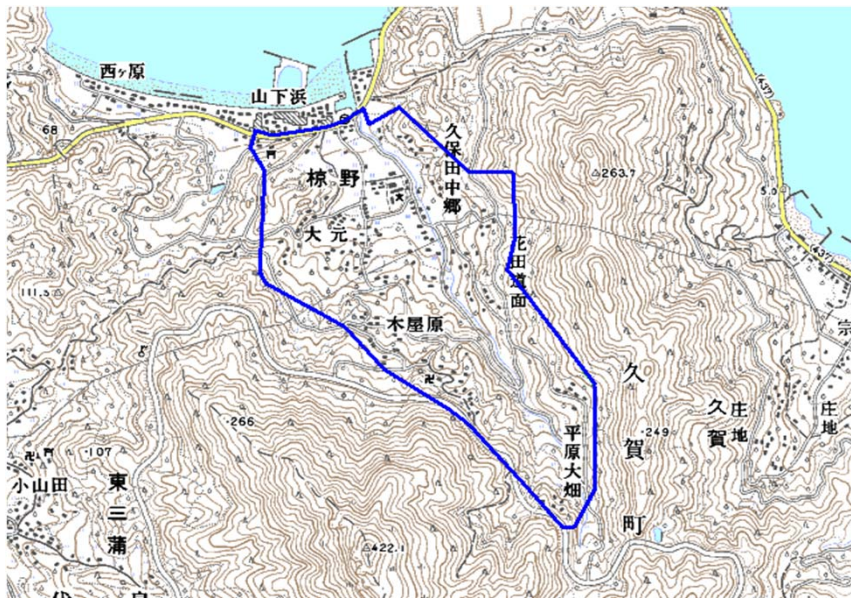 西ヶ原
山下浜
(437)
68
久保田中郷
椋野
263.7
5.0
大元
花田道面
(437)
111.5
木屋原
宗
久賀町
久賀
庄地
庄地
266
249
平原大畑
107
小山田
東三蒲
422.1